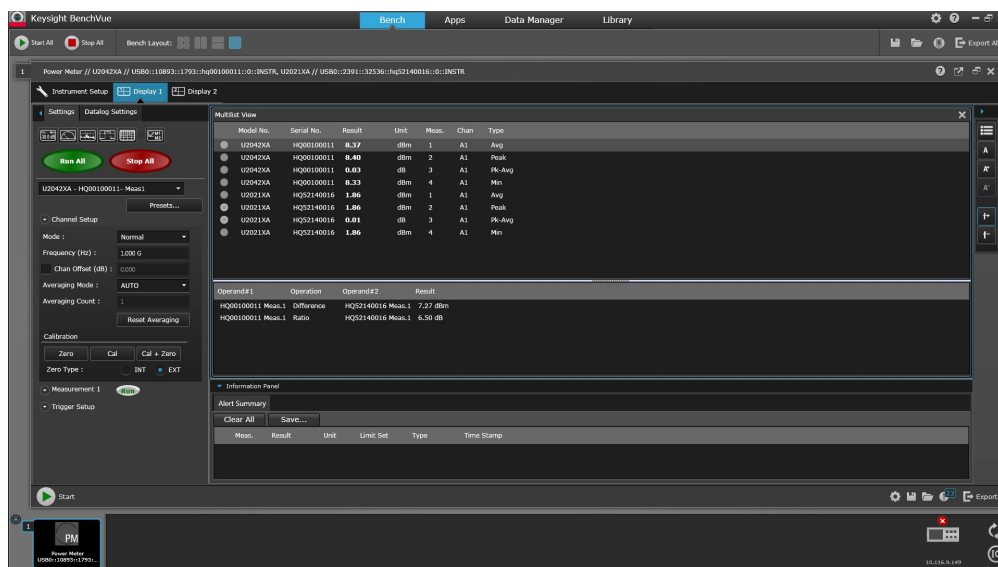 Keysight BenchVue
Bench Apps Data Manager Library
Start All Stop All Bench Layout: Export Al
1 Power Meter // U2042XA // USB0::10893::1793::hq00100011::0::INSTR, U2021XA // USB0::2391::32536::hq52140016::0::INSTR
Instrument Setup Display 1 Display 2
Settings Datalog Settings
Run All Stop All
U2042XA - HQ00100011- Meas1
Presets...
Channel Setup
Mode : Normal
Frequency (Hz) : 1.000 G
Chan Offset (dB) : 0.000
Averaging Mode : AUTO
Averaging Count : 1
Reset Averaging
Calibration
Zero Cal Cal + Zero
Zero Type : INT EXT
Measurement 1 Run
Trigger Setup
Multilist View
Model No. Serial No. Result Unit Meas. Chan Type
U2042XA HQ00100011 8.37 dBm 1 A1 Avg
U2042XA HQ00100011 8.40 dBm 2 A1 Peak
U2042XA HQ00100011 0.03 dB 3 A1 Pk-Avg
U2042XA HQ00100011 8.33 dBm 4 A1 Min
U2021XA HQ52140016 1.86 dBm 1 A1 Avg
U2021XA HQ52140016 1.86 dBm 2 A1 Peak
U2021XA HQ52140016 0.01 dB 3 A1 Pk-Avg
U2021XA HQ52140016 1.86 dBm 4 A1 Min
Operand#1 Operation Operand#2 Result
HQ00100011 Meas.1 Difference HQ52140016 Meas.1 7.27 dBm
HQ00100011 Meas.1 Ratio HQ52140016 Meas.1 6.50 dB
Information Panel
Alert Summary
Clear All Save...
Meas. Result Unit Limit Set Type Time Stamp
A
Start Export
1
PM
Power Meter
USB0::10893::1793:...
10.116.9.149